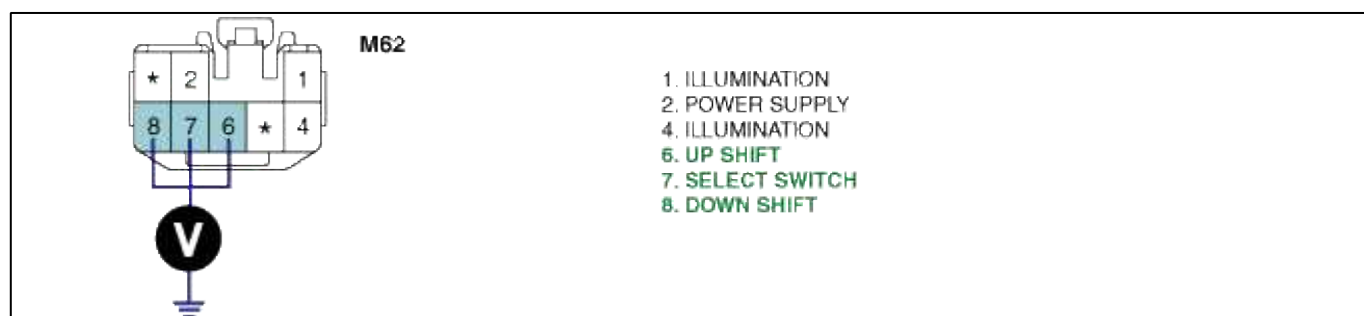 M62
* 2 1
8 7 6 * 4
V
1. ILLUMINATION
2. POWER SUPPLY
4. ILLUMINATION
6. UP SHIFT
7. SELECT SWITCH
8. DOWN SHIFT